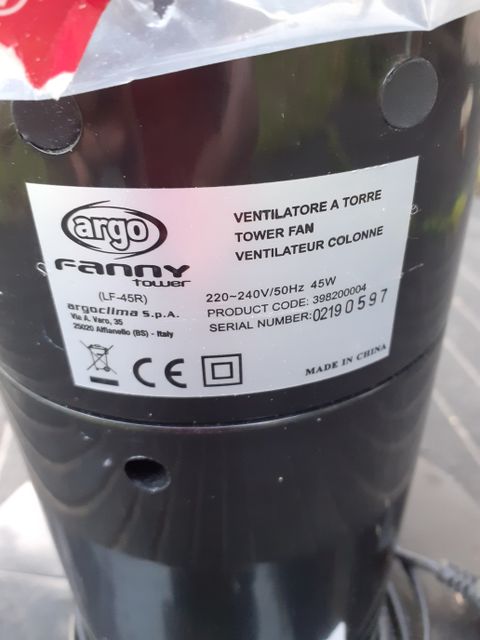 argo
Fanny
tower
(LF-45R)
argoclima s.p.A.
Via A. Varo, 35
25020 Alfianello (BS) - Italy
VENTILATORE A TORRE
TOWER FAN
VENTILATEUR COLONNE
220~240V/50Hz 45W
PRODUCT CODE: 398200004
SERIAL NUMBER:02190597
CE
MADE IN CHINA